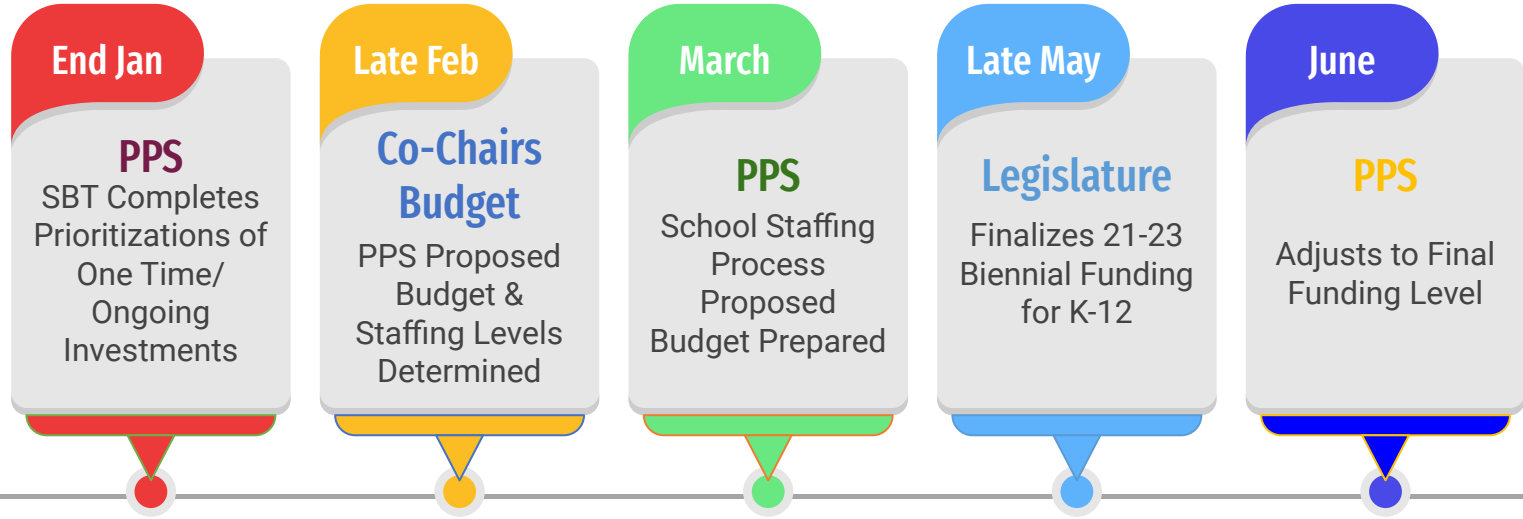 End Jan
PPS
SBT Completes
Prioritizations of
One Time/
Ongoing
Investments
Late Feb
Co-Chairs
Budget
PPS Proposed
Budget &
Staffing Levels
Determined
March
PPS
School Staffing
Process
Proposed
Budget Prepared
Late May
Legislature
Finalizes 21-23
Biennial Funding
for K-12
June
PPS
Adjusts to Final
Funding Level